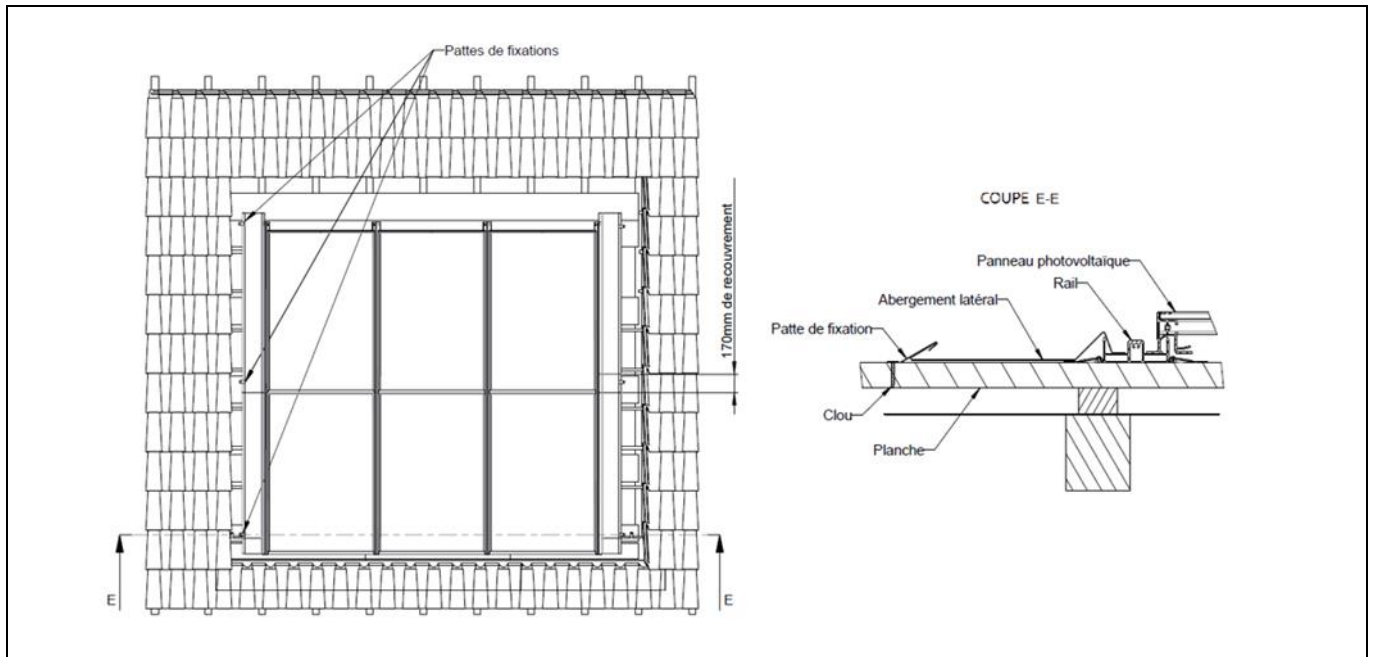 Pattes de fixations
170mm de recouvrement
E
E
COUPE E-E
Panneau photovoltaïque
Rail
Abergement latéral
Patte de fixation
Clou
Planche